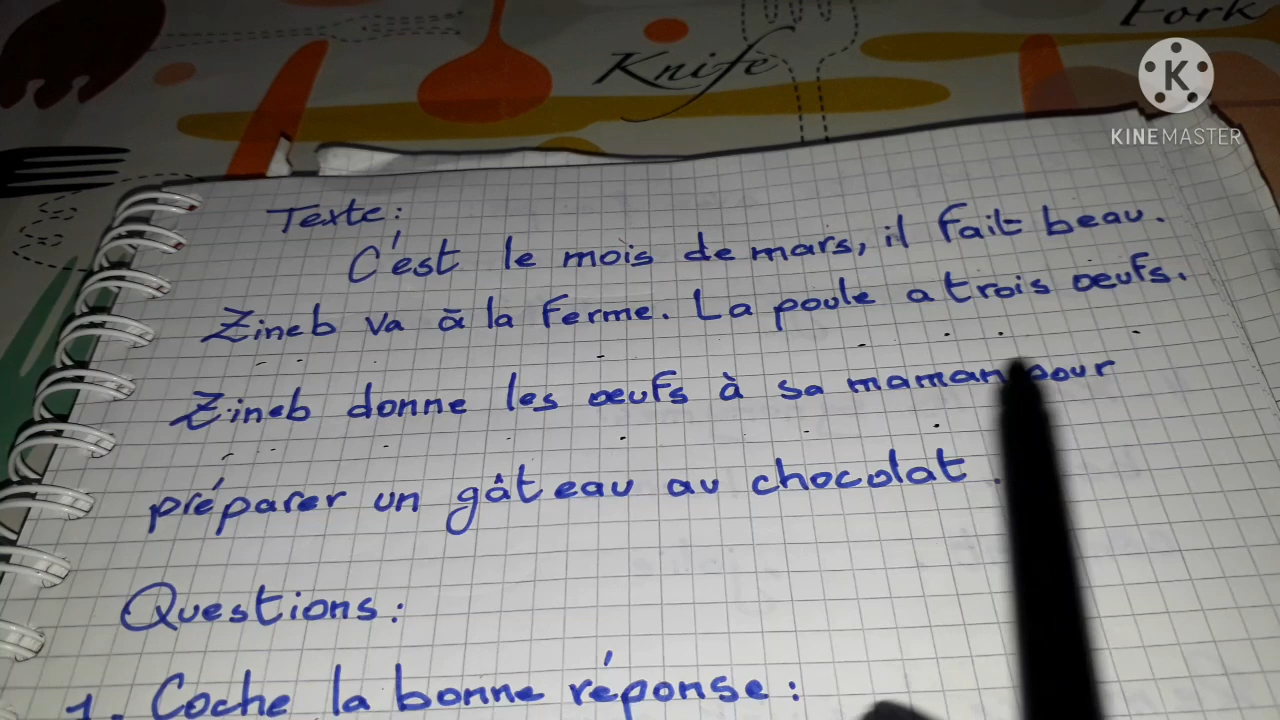 Fork
Knife
KINEMASTER
Texte:
C'est le mois de mars, il fait beau.
Zineb va à la ferme. La poule a trois oeufs.
Zineb donne les oeufs à sa maman pour
préparer un gâteau au chocolat.
Questions:
1. Coche la bonne réponse: